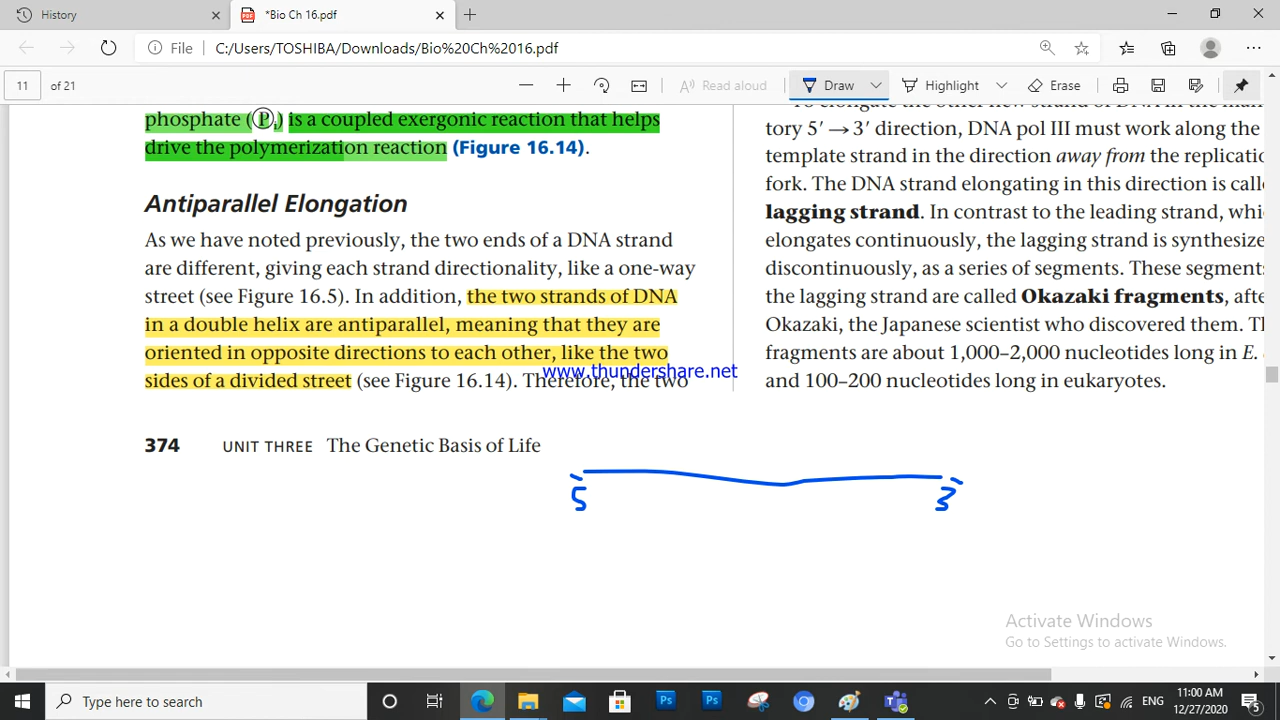 History
*Bio Ch 16.pdf
File
C:/Users/TOSHIBA/Downloads/Bio%20Ch%2016.pdf
11 of 21
Read aloud
Draw
Highlight
Erase
phosphate (Pi) is a coupled exergonic reaction that helps
drive the polymerization reaction (Figure 16.14).
Antiparallel Elongation
As we have noted previously, the two ends of a DNA strand
are different, giving each strand directionality, like a one-way
street (see Figure 16.5). In addition, the two strands of DNA
in a double helix are antiparallel, meaning that they are
oriented in opposite directions to each other, like the two
sides of a divided street (see Figure 16.14). Therefore, the two
www.thundershare.net
374 UNIT THREE The Genetic Basis of Life
To elongate the other new strand of DNA in the
tory 5′ → 3′ direction, DNA pol III must work along the
template strand in the direction away from the
fork. The DNA strand elongating in this direction is
lagging strand. In contrast to the leading strand,
elongates continuously, the lagging strand is
discontinuously, as a series of segments. These
the lagging strand are called Okazaki fragments,
Okazaki, the Japanese scientist who discovered them.
fragments are about 1,000–2,000 nucleotides long in E.
and 100–200 nucleotides long in eukaryotes.
5 3
Activate Windows
Go to Settings to activate Windows.
Type here to search
ENG
11:00 AM
12/27/2020
5